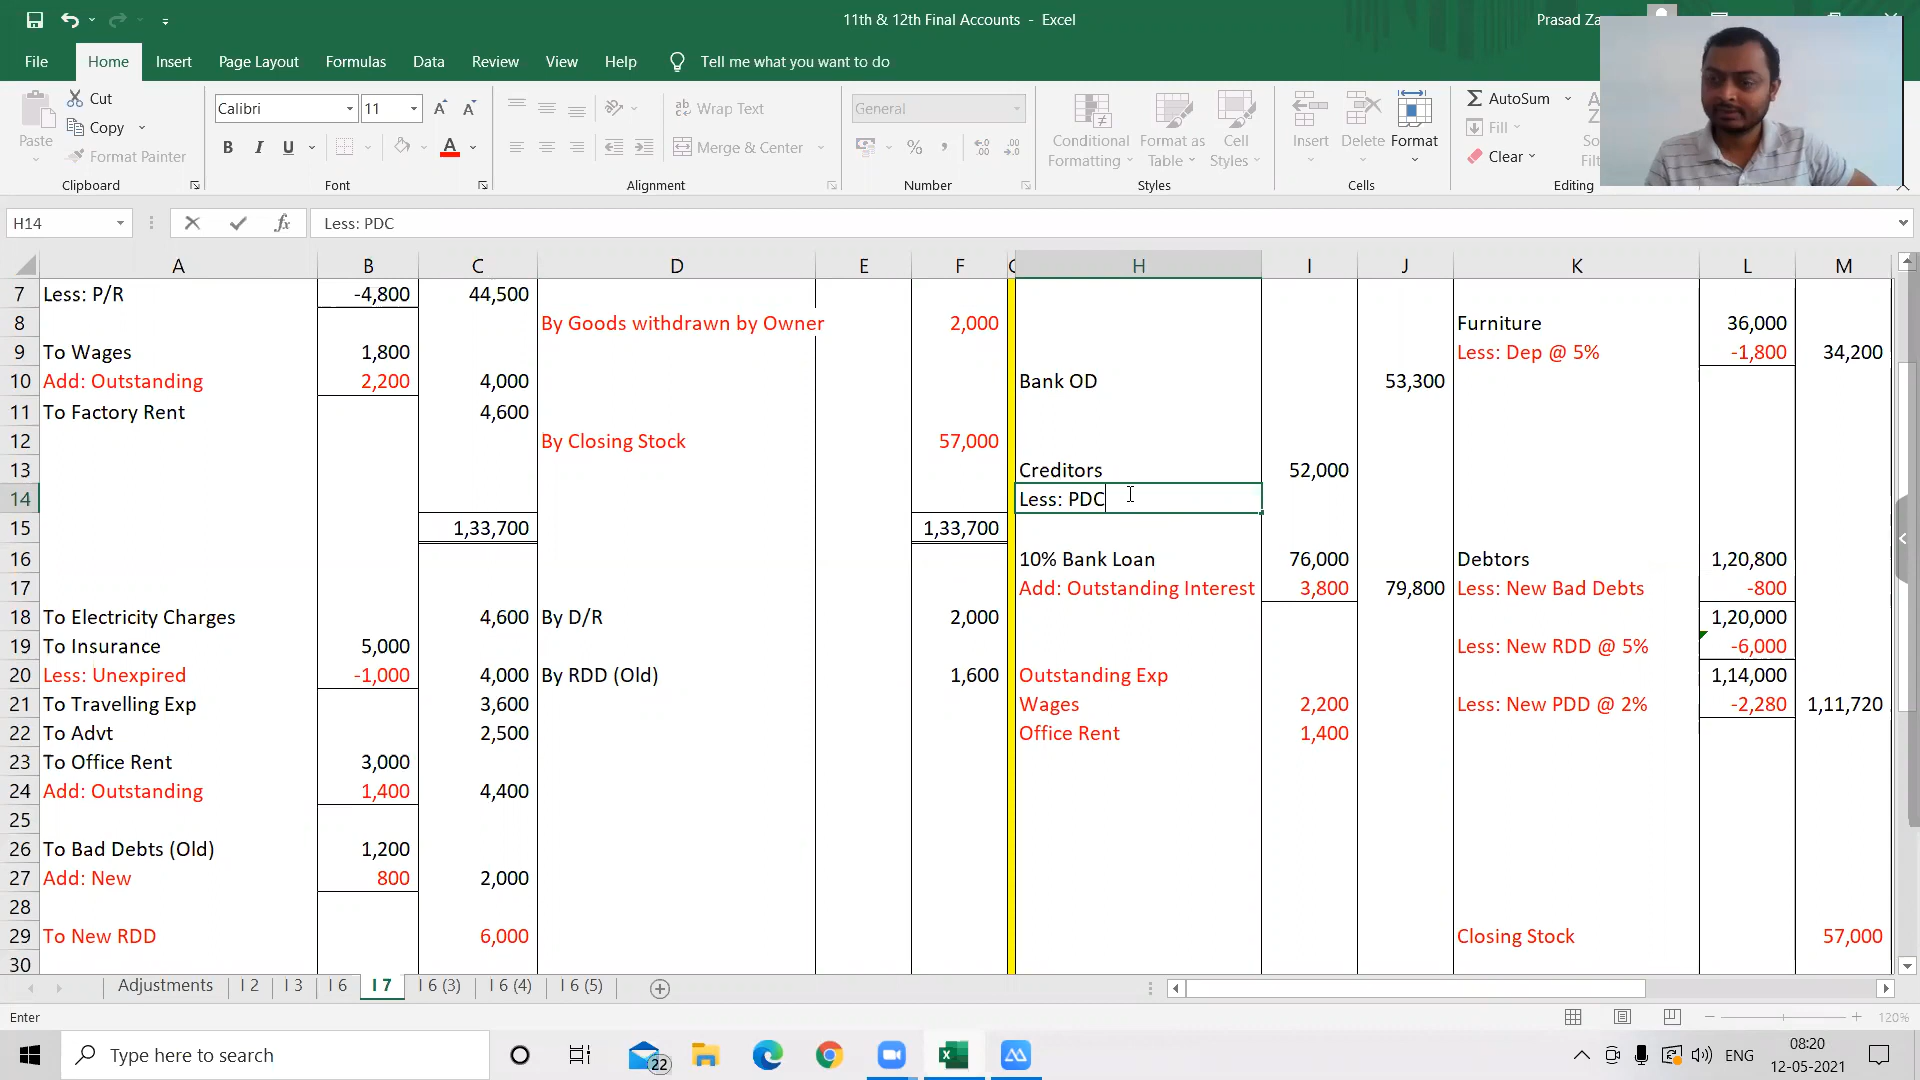 11th & 12th Final Accounts - Excel
Prasad Za
File Home Insert Page Layout Formulas Data Review View Help Tell me what you want to do
Paste
Cut
Copy
Format Painter
Clipboard
Calibri 11
B I U
Font
Wrap Text
Merge & Center
Alignment
General
Number
Conditional Formatting
Format as Table
Cell Styles
Styles
Insert
Delete
Format
Cells
AutoSum
Fill
Clear
Editing
H14 fx Less: PDC
A B C D E F H I J K L M
7 Less: P/R -4,800 44,500
8 By Goods withdrawn by Owner 2,000 Furniture 36,000
9 To Wages 1,800 Less: Dep @ 5% -1,800 34,200
10 Add: Outstanding 2,200 4,000 Bank OD 53,300
11 To Factory Rent 4,600
12 By Closing Stock 57,000
13 Creditors 52,000
14 Less: PDC
15 1,33,700 1,33,700
16 10% Bank Loan 76,000 Debtors 1,20,800
17 Add: Outstanding Interest 3,800 79,800 Less: New Bad Debts -800
18 To Electricity Charges 4,600 By D/R 2,000 1,20,000
19 To Insurance 5,000 Less: New RDD @ 5% -6,000
20 Less: Unexpired -1,000 4,000 By RDD (Old) 1,600 Outstanding Exp 1,14,000
21 To Travelling Exp 3,600 Wages 2,200 Less: New PDD @ 2% -2,280 1,11,720
22 To Advt 2,500 Office Rent 1,400
23 To Office Rent 3,000
24 Add: Outstanding 1,400 4,400
25
26 To Bad Debts (Old) 1,200
27 Add: New 800 2,000
28
29 To New RDD 6,000 Closing Stock 57,000
30
Adjustments I 2 I 3 I 6 I 7 I 6 (3) I 6 (4) I 6 (5)
Enter
120%
Type here to search
22
ENG
08:20
12-05-2021